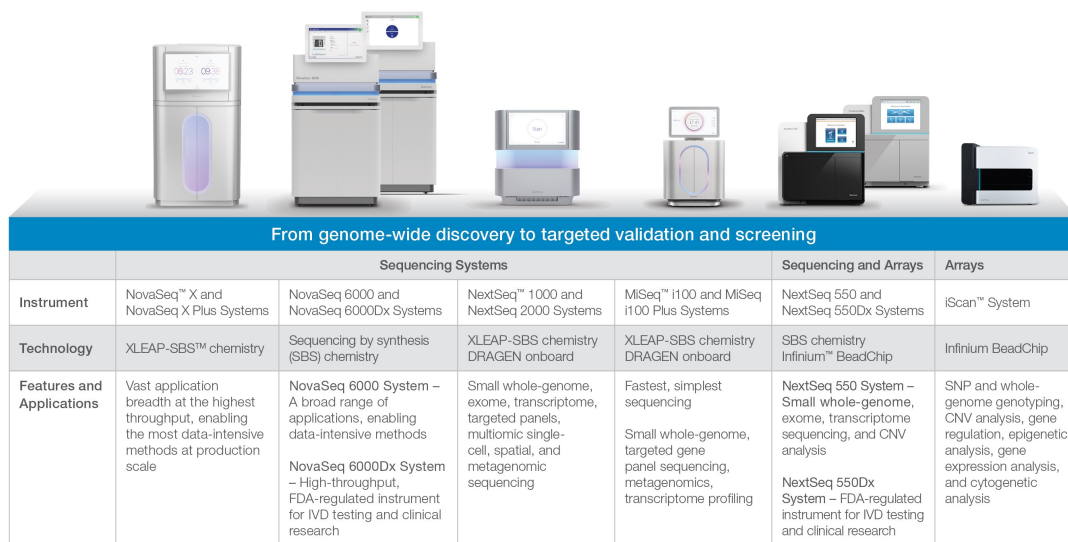 From genome-wide discovery to targeted validation and screening
Sequencing Systems
Sequencing and Arrays
Arrays
Instrument
NovaSeq™ X and
NovaSeq X Plus Systems
NovaSeq 6000 and
NovaSeq 6000Dx Systems
NextSeq™ 1000 and
NextSeq 2000 Systems
MiSeq™ i100 and MiSeq
i100 Plus Systems
NextSeq 550 and
NextSeq 550Dx Systems
iScan™ System
Technology
XLEAP-SBS™ chemistry
Sequencing by synthesis
(SBS) chemistry
XLEAP-SBS chemistry
DRAGEN onboard
XLEAP-SBS chemistry
DRAGEN onboard
SBS chemistry
Infinium™ BeadChip
Infinium BeadChip
Features and
Applications
Vast application
breadth at the highest
throughput, enabling
the most data-intensive
methods at production
scale
NovaSeq 6000 System –
A broad range of
applications, enabling
data-intensive methods
NovaSeq 6000Dx System
– High-throughput,
FDA-regulated instrument
for IVD testing and clinical
research
Small whole-genome,
exome, transcriptome,
targeted panels,
multiomic single-
cell, spatial, and
metagenomic
sequencing
Fastest, simplest
sequencing
Small whole-genome,
targeted gene
panel sequencing,
metagenomics,
transcriptome profiling
NextSeq 550 System –
Small whole-genome,
exome, transcriptome
sequencing, and CNV
analysis
NextSeq 550Dx
System – FDA-regulated
instrument for IVD testing
and clinical research
SNP and whole-
genome genotyping,
CNV analysis, gene
regulation, epigenetic
analysis, gene
expression analysis,
and cytogenetic
analysis